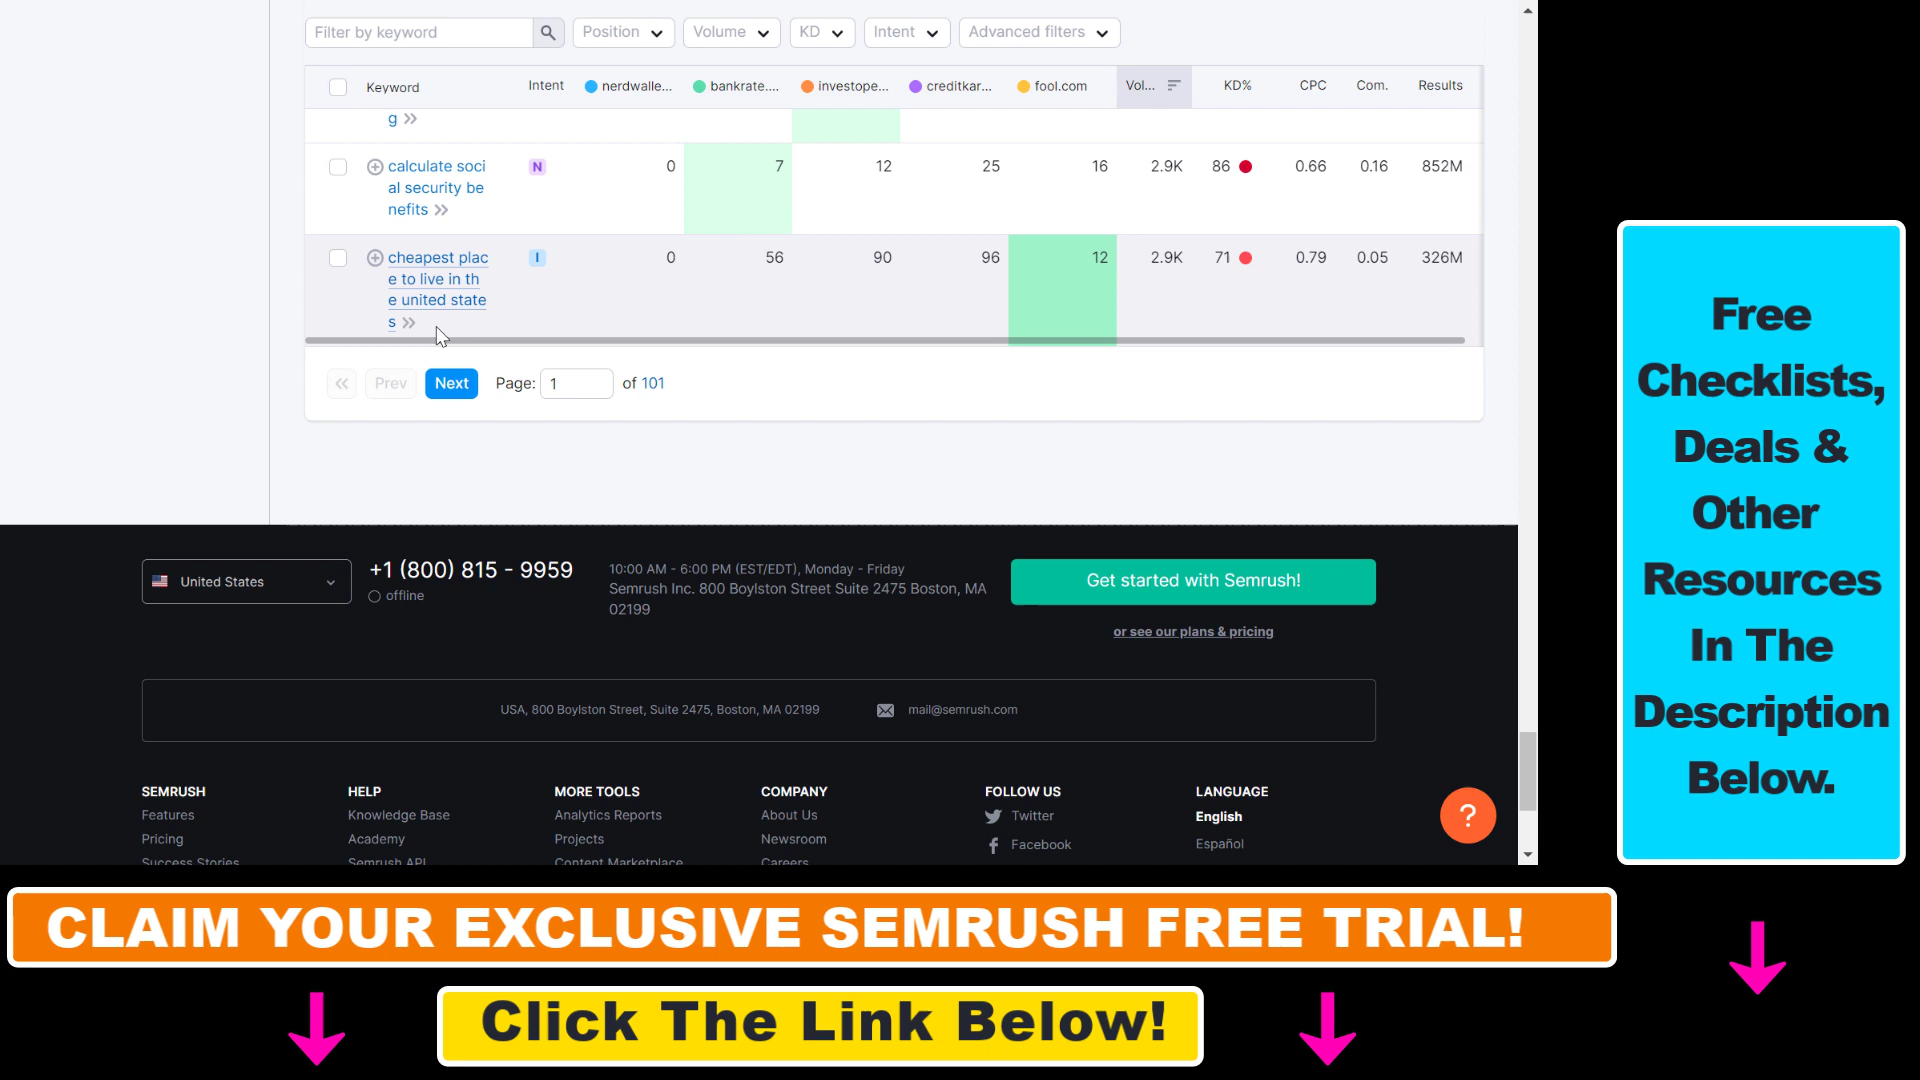 Filter by keyword Position Volume KD Intent Advanced filters
Keyword Intent nerdwalle... bankrate.... investope... creditkar... fool.com Vol... KD% CPC Com. Results
g
calculate soci N 0 7 12 25 16 2.9K 86 0.66 0.16 852M
al security be
nefits
cheapest plac I 0 56 90 96 12 2.9K 71 0.79 0.05 326M
e to live in th
e united state
s
Prev Next Page: 1 of 101
United States
+1 (800) 815 - 9959
offline
10:00 AM - 6:00 PM (EST/EDT), Monday - Friday
Semrush Inc. 800 Boylston Street Suite 2475 Boston, MA
02199
Get started with Semrush!
or see our plans & pricing
USA, 800 Boylston Street, Suite 2475, Boston, MA 02199 mail@semrush.com
SEMRUSH HELP MORE TOOLS COMPANY FOLLOW US LANGUAGE
Features Knowledge Base Analytics Reports About Us Twitter English
Pricing Academy Projects Newsroom Facebook Español
Success Stories Semrush API Content Marketplace Careers
?
Free
Checklists,
Deals &
Other
Resources
In The
Description
Below.
CLAIM YOUR EXCLUSIVE SEMRUSH FREE TRIAL!
Click The Link Below!